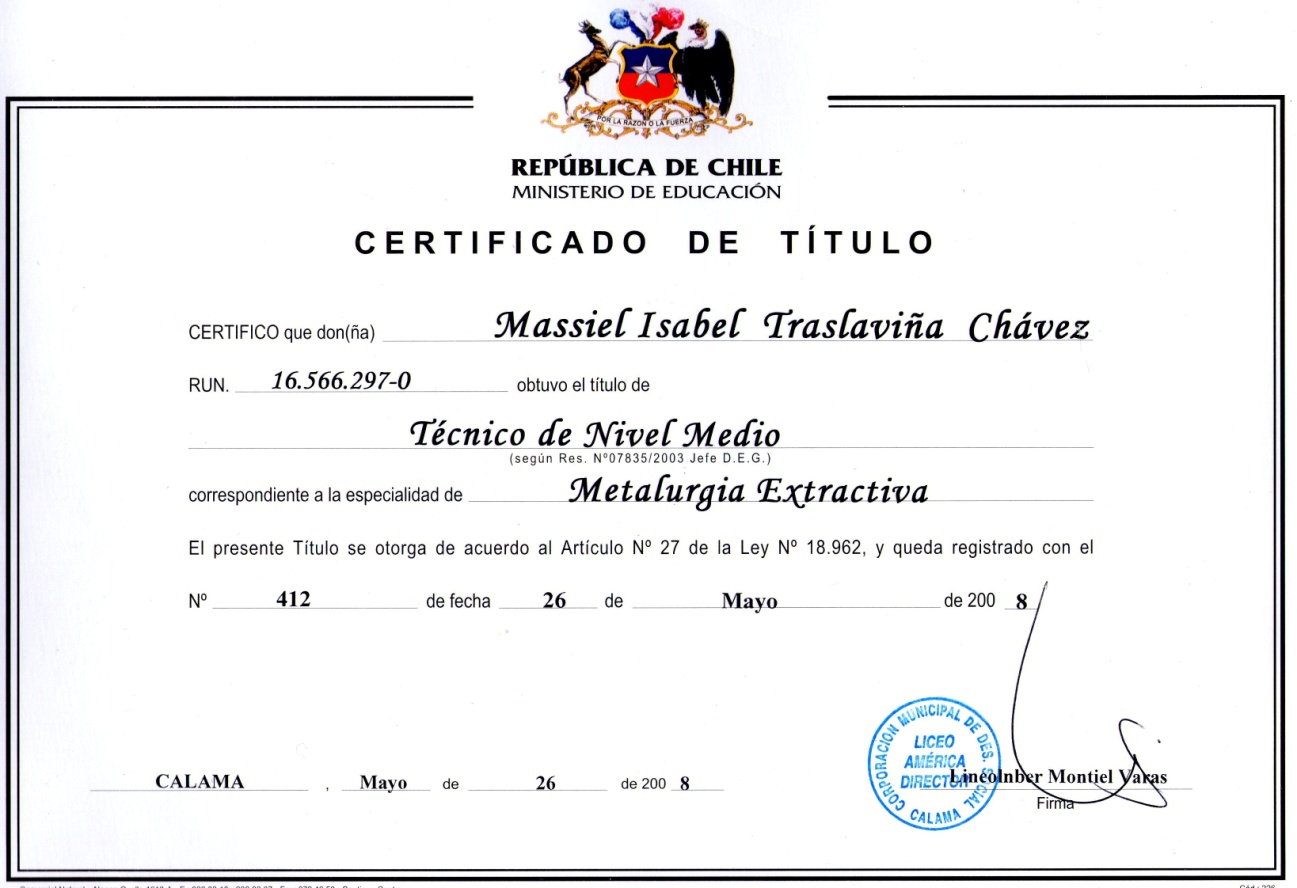 POR LA RAZON O LA FUERZA
REPÚBLICA DE CHILE
MINISTERIO DE EDUCACIÓN
CERTIFICADO DE TÍTULO
CERTIFICO que don(ña) Massiel Isabel Traslaviña Chávez
RUN. 16.566.297-0 obtuvo el título de
Técnico de Nivel Medio
(según Res. Nº07835/2003 Jefe D.E.G.)
correspondiente a la especialidad de Metalurgia Extractiva
El presente Título se otorga de acuerdo al Artículo Nº 27 de la Ley Nº 18.962, y queda registrado con el
Nº 412 de fecha 26 de Mayo de 200 8
CORPORACION MUNICIPAL DE DES. SOCIAL
LICEO
AMÉRICA
DIRECTOR
CALAMA
CALAMA, Mayo de 26 de 200 8
Lincolnber Montiel Varas
Firma